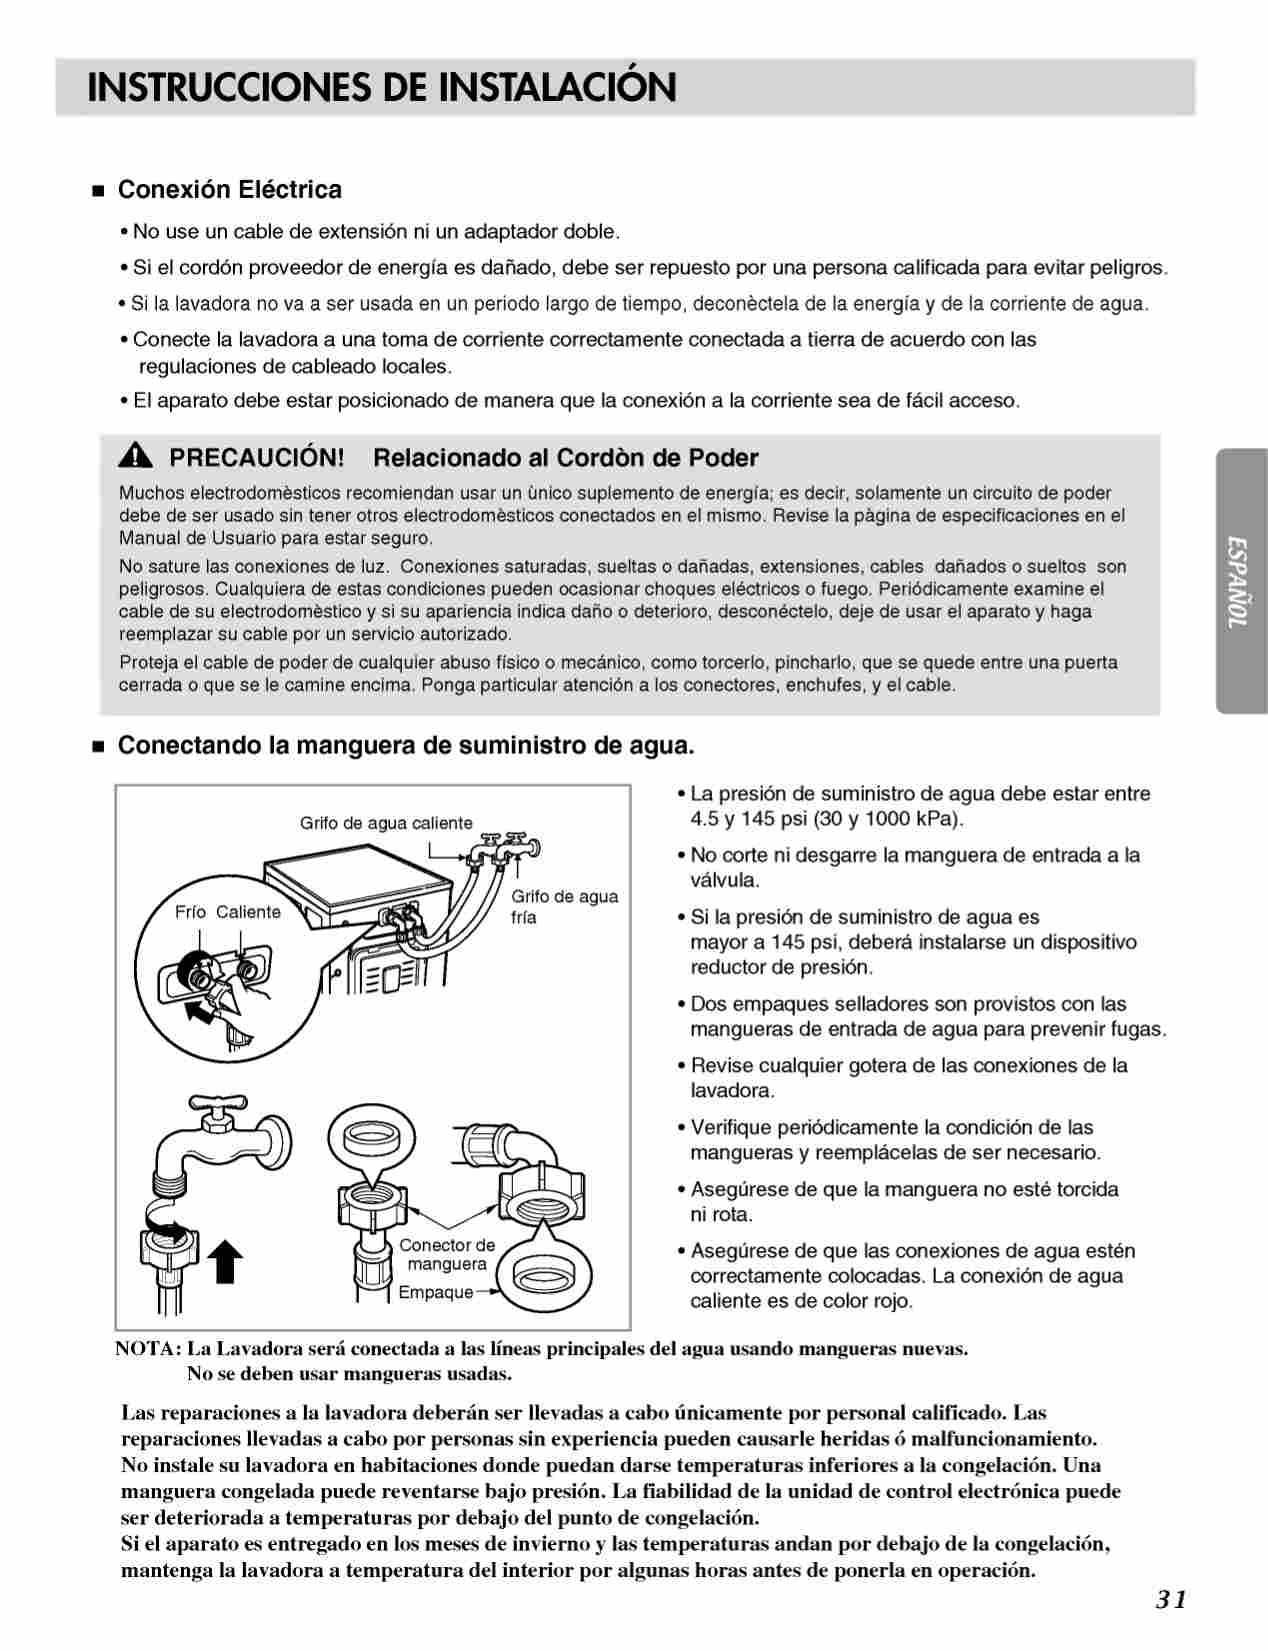 INSTRUCCIONES DE INSTALACIÓN
■ Conexión Eléctrica
• No use un cable de extensión ni un adaptador doble.
• Si el cordón proveedor de energía es dañado, debe ser repuesto por una persona calificada para evitar peligros.
• Si la lavadora no va a ser usada en un periodo largo de tiempo, deconèctela de la energía y de la corriente de agua.
• Conecte la lavadora a una toma de corriente correctamente conectada a tierra de acuerdo con las
regulaciones de cableado locales.
• El aparato debe estar posicionado de manera que la conexión a la corriente sea de fácil acceso.
PRECAUCIÓN! Relacionado al Cordòn de Poder
Muchos electrodomèsticos recomiendan usar un ùnico suplemento de energía; es decir, solamente un circuito de poder
debe de ser usado sin tener otros electrodomèsticos conectados en el mismo. Revise la pàgina de especificaciones en el
Manual de Usuario para estar seguro.
No sature las conexiones de luz. Conexiones saturadas, sueltas o dañadas, extensiones, cables dañados o sueltos son
peligrosos. Cualquiera de estas condiciones pueden ocasionar choques eléctricos o fuego. Periódicamente examine el
cable de su electrodomèstico y si su apariencia indica daño o deterioro, desconéctelo, deje de usar el aparato y haga
reemplazar su cable por un servicio autorizado.
Proteja el cable de poder de cualquier abuso físico o mecánico, como torcerlo, pincharlo, que se quede entre una puerta
cerrada o que se le camine encima. Ponga particular atención a los conectores, enchufes, y el cable.
ESPAÑOL
■ Conectando la manguera de suministro de agua.
Grifo de agua caliente
Grifo de agua
fría
Frío Caliente
Conector de
manguera
Empaque
• La presión de suministro de agua debe estar entre
4.5 y 145 psi (30 y 1000 kPa).
• No corte ni desgarre la manguera de entrada a la
válvula.
• Si la presión de suministro de agua es
mayor a 145 psi, deberá instalarse un dispositivo
reductor de presión.
• Dos empaques selladores son provistos con las
mangueras de entrada de agua para prevenir fugas.
• Revise cualquier gotera de las conexiones de la
lavadora.
• Verifique periódicamente la condición de las
mangueras y reemplácelas de ser necesario.
• Asegúrese de que la manguera no esté torcida
ni rota.
• Asegúrese de que las conexiones de agua estén
correctamente colocadas. La conexión de agua
caliente es de color rojo.
NOTA: La Lavadora será conectada a las líneas principales del agua usando mangueras nuevas.
No se deben usar mangueras usadas.
Las reparaciones a la lavadora deberán ser llevadas a cabo únicamente por personal calificado. Las
reparaciones llevadas a cabo por personas sin experiencia pueden causarle heridas ó malfuncionamiento.
No instale su lavadora en habitaciones donde puedan darse temperaturas inferiores a la congelación. Una
manguera congelada puede reventarse bajo presión. La fiabilidad de la unidad de control electrónica puede
ser deteriorada a temperaturas por debajo del punto de congelación.
Si el aparato es entregado en los meses de invierno y las temperaturas andan por debajo de la congelación,
mantenga la lavadora a temperatura del interior por algunas horas antes de ponerla en operación.
31